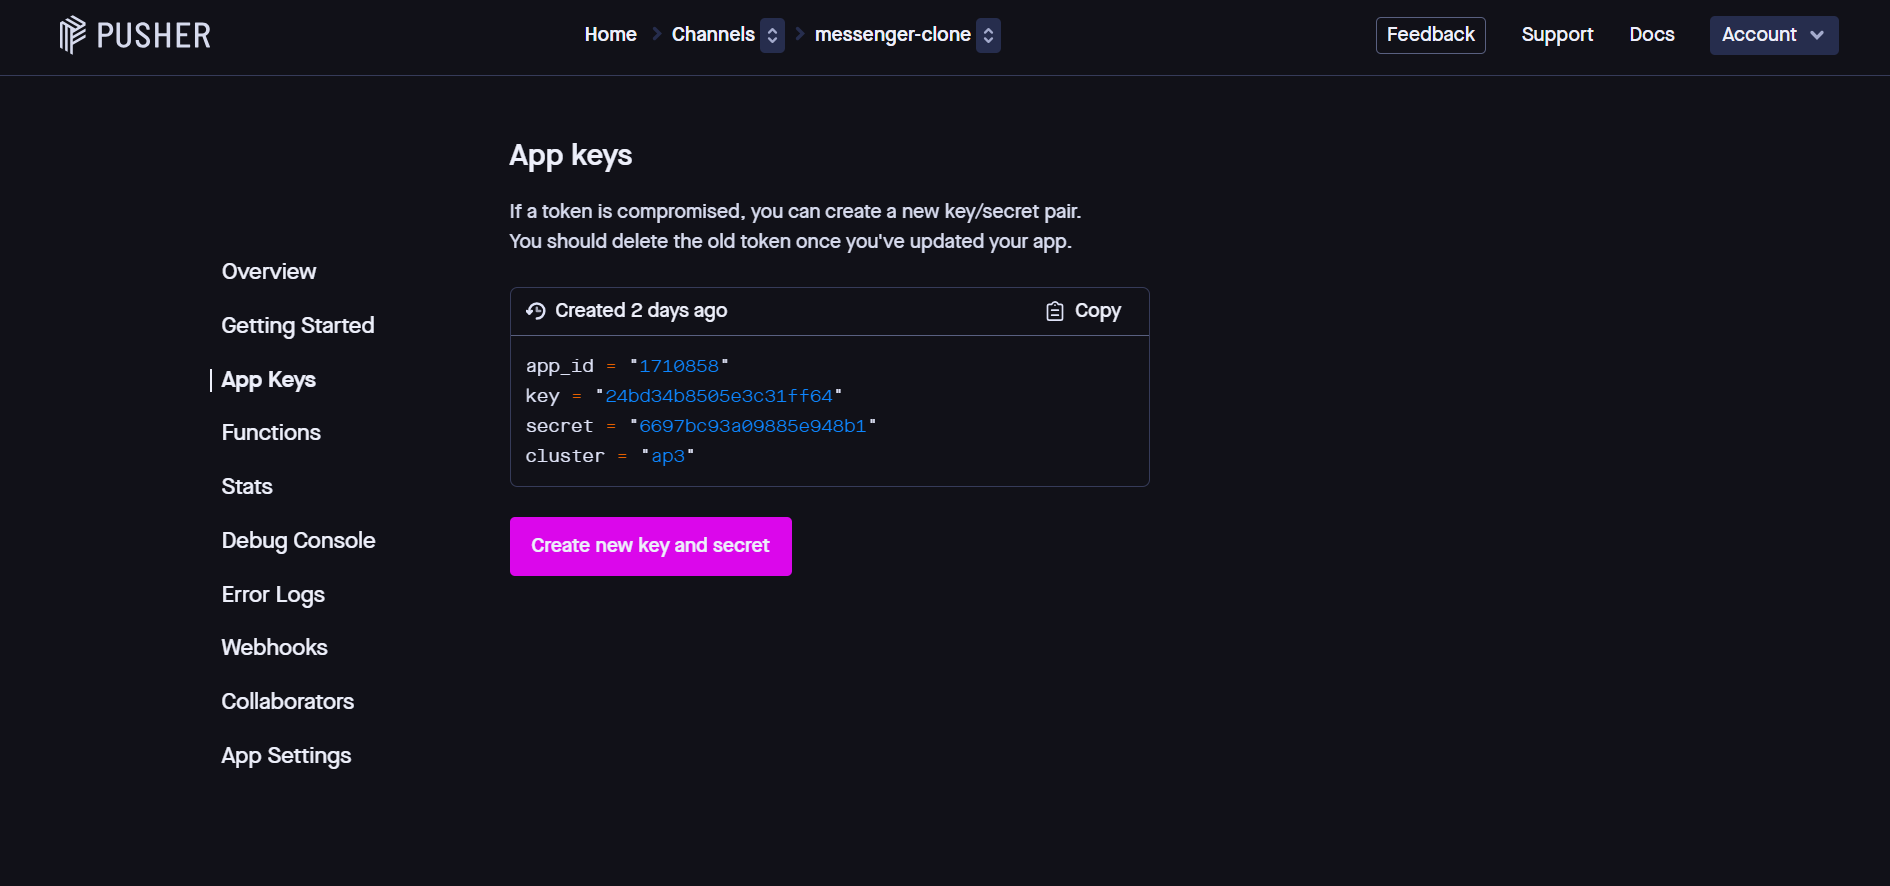 PUSHER
Home Channels messenger-clone
Feedback Support Docs Account
App keys
If a token is compromised, you can create a new key/secret pair.
You should delete the old token once you've updated your app.
Overview
Getting Started
App Keys
Functions
Stats
Debug Console
Error Logs
Webhooks
Collaborators
App Settings
Created 2 days ago Copy
app_id = "1710858"
key = "24bd34b8505e3c31ff64"
secret = "6697bc93a09885e948b1"
cluster = "ap3"
Create new key and secret